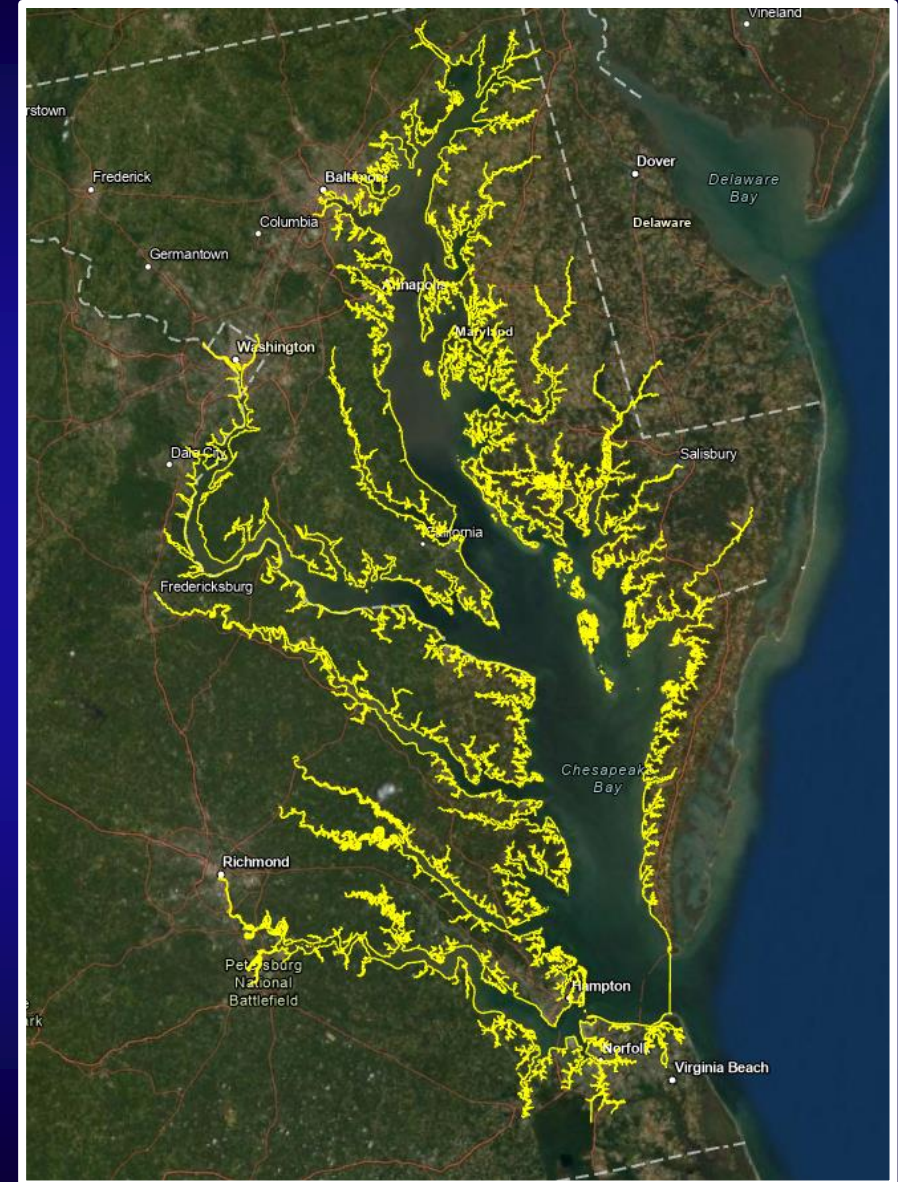 Vineland
rstown
Frederick
Baltimore
Dover
Delaware
Bay
Columbia
Delaware
Germantown
Annapolis
Maryland
Washington
Dale City
Salisbury
California
Fredericksburg
Chesapeake
Bay
Richmond
Petersburg
National
Battlefield
Hampton
ark
Norfolk
Virginia Beach